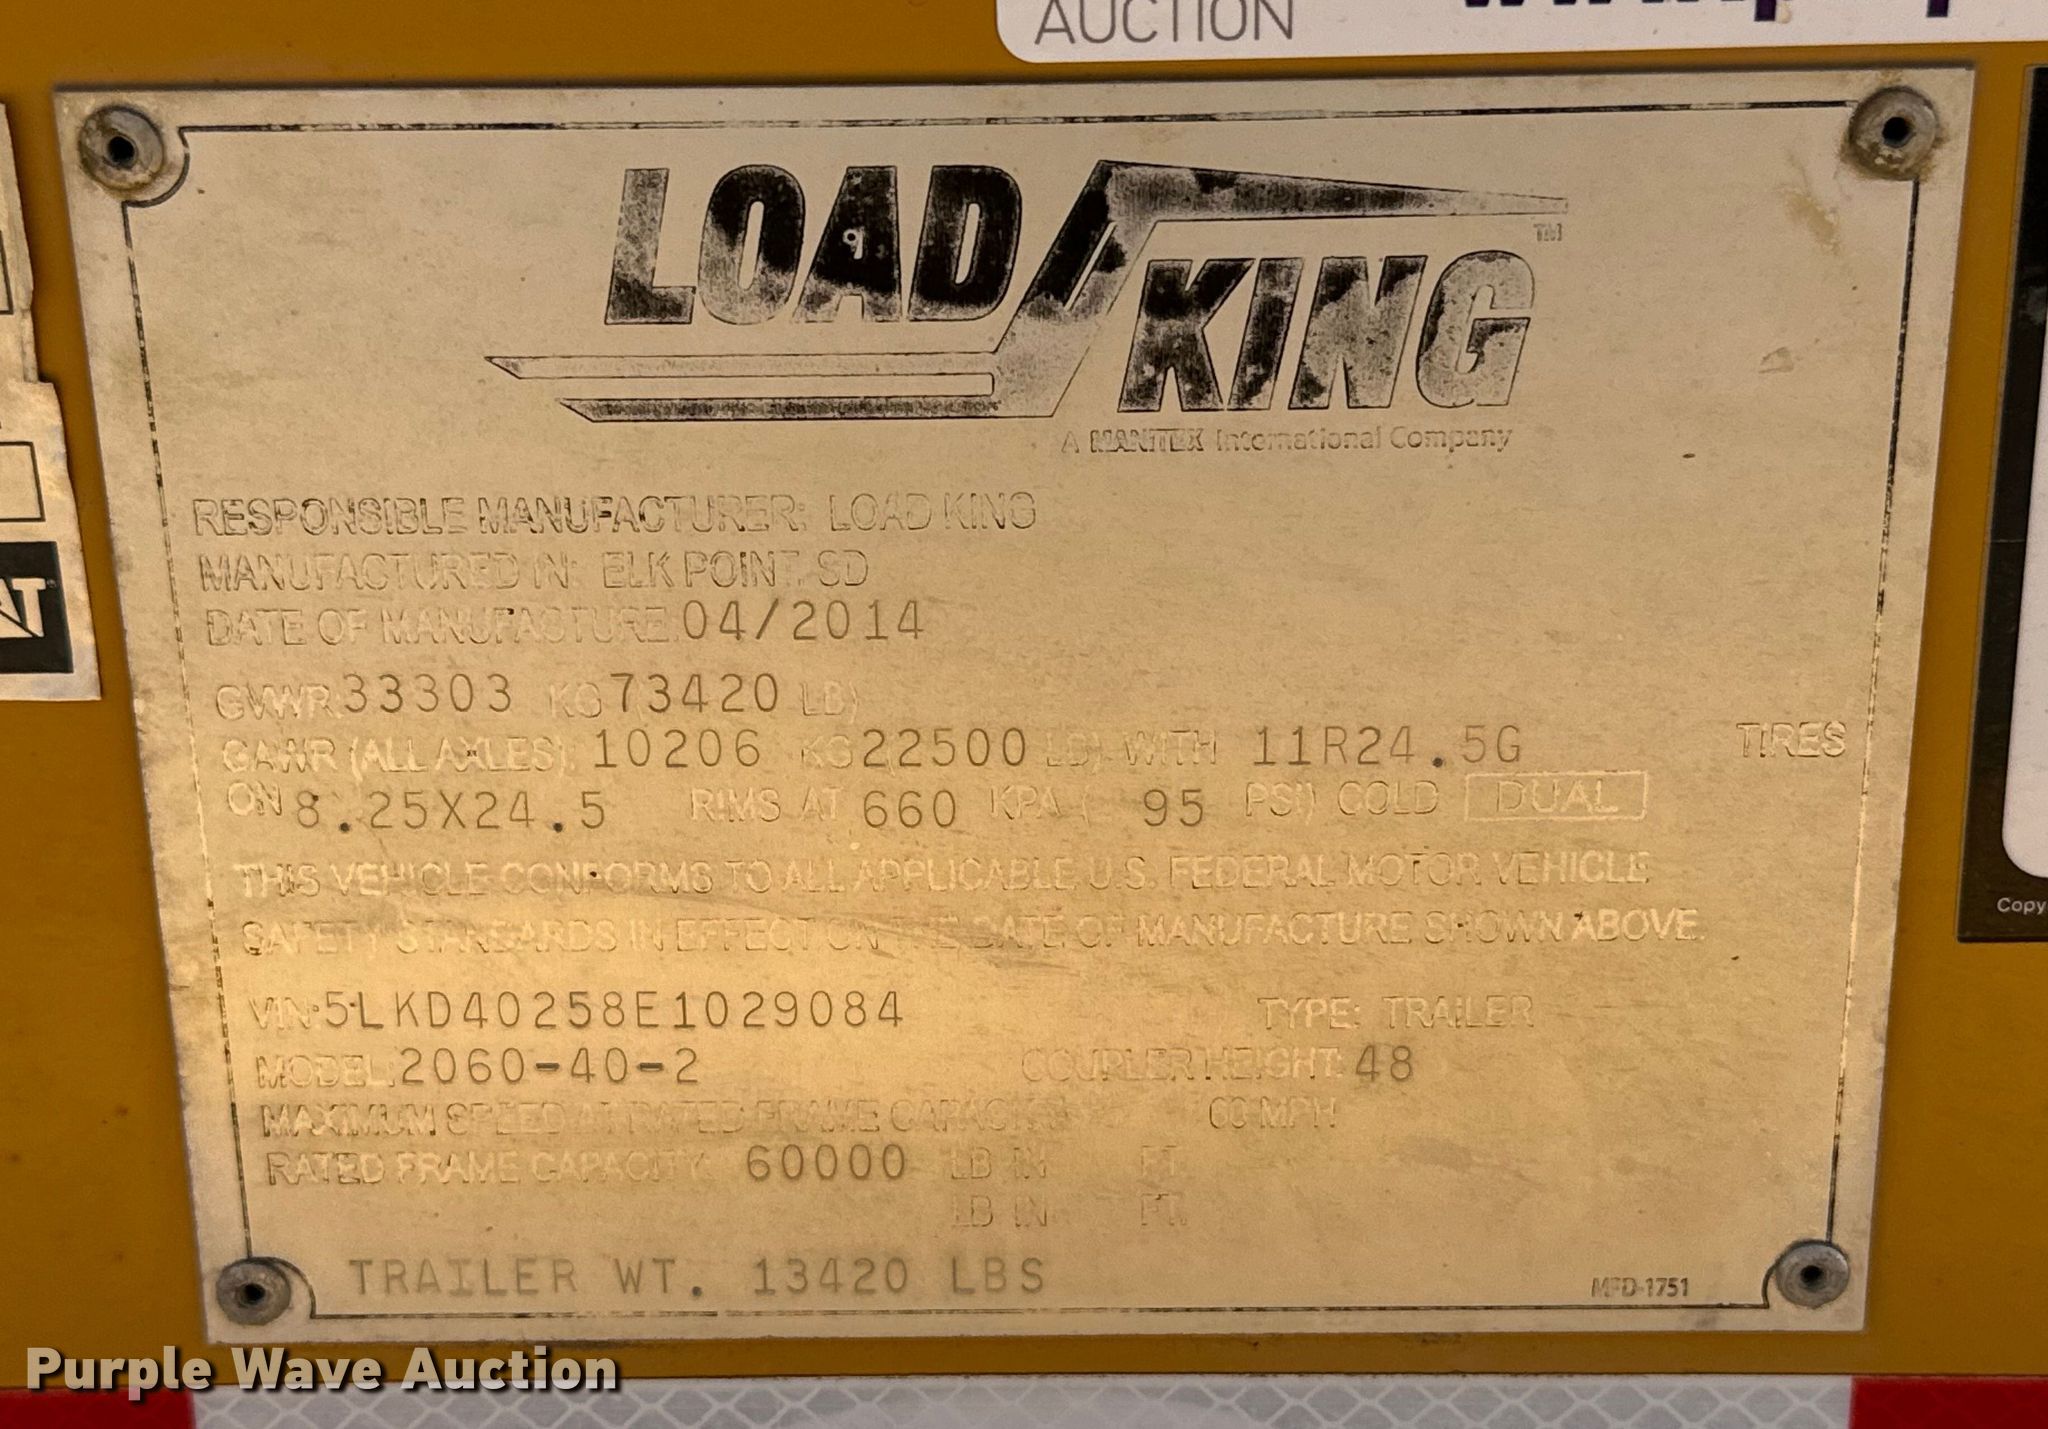 AUCTION
LOAD KING
TM
A MANITEX International Company
RESPONSIBLE MANUFACTURER: LOAD KING
MANUFACTURED IN: ELK POINT, SD
DATE OF MANUFACTURE: 04/2014
GVWR: 33303 KG (73420 LB)
GAWR (ALL AXLES): 10206 KG (22500 LB) WITH 11R24.5G TIRES
ON 8.25X24.5 RIMS AT 660 KPA ( 95 PSI) COLD DUAL
THIS VEHICLE CONFORMS TO ALL APPLICABLE U.S. FEDERAL MOTOR VEHICLE
SAFETY STANDARDS IN EFFECT ON THE DATE OF MANUFACTURE SHOWN ABOVE.
VIN: 5LKD40258E1029084 TYPE: TRAILER
MODEL: 2060-40-2 COUPLER HEIGHT: 48
MAXIMUM SPEED AT RATED FRAME CAPACITY 60 MPH
RATED FRAME CAPACITY 60000 LB IN FT.
LB IN FT.
TRAILER WT. 13420 LBS
MFD-1751
Copy
Purple Wave Auction